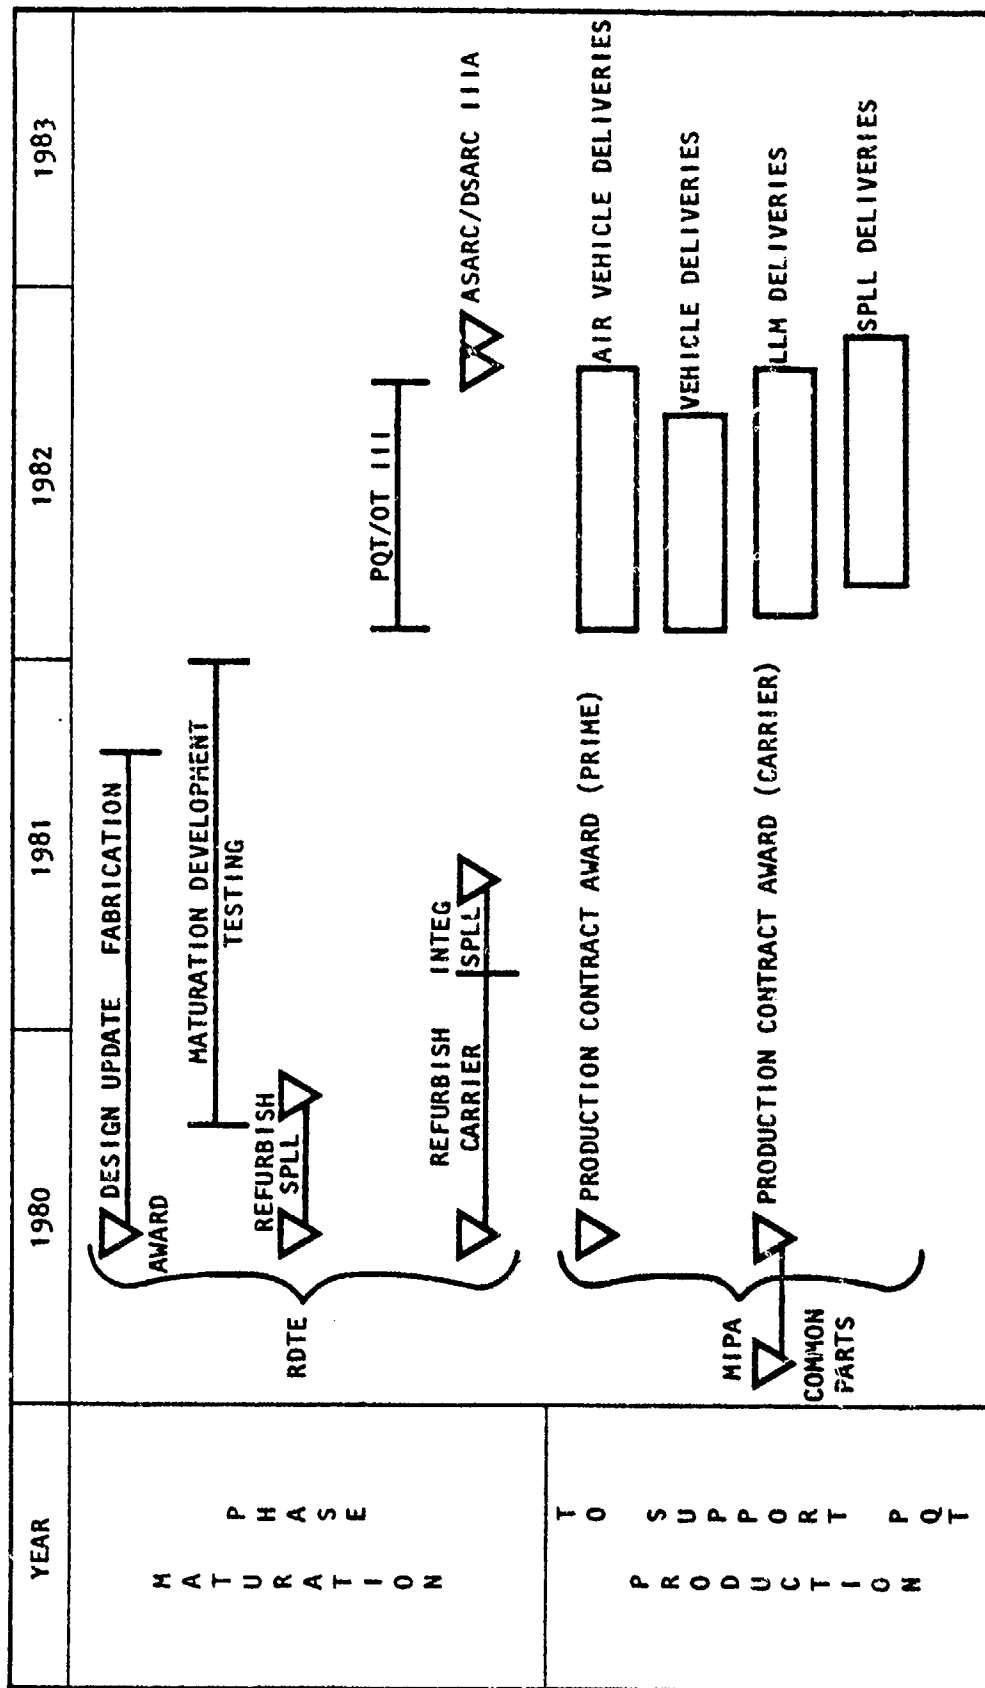 YEAR 1980 1981 1982 1983
MATURATION
PHASE
RDTE
AWARD
DESIGN UPDATE FABRICATION
MATURATION DEVELOPMENT
TESTING
REFURBISH
SPLL
PQT/OT III
REFURBISH
CARRIER
INTEG
SPLL
ASARC/DSARC IIIA
PRODUCTION
TO SUPPORT PQT
MIPA
COMMON
PARTS
PRODUCTION CONTRACT AWARD (PRIME)
AIR VEHICLE DELIVERIES
VEHICLE DELIVERIES
PRODUCTION CONTRACT AWARD (CARRIER)
LLM DELIVERIES
SPLL DELIVERIES